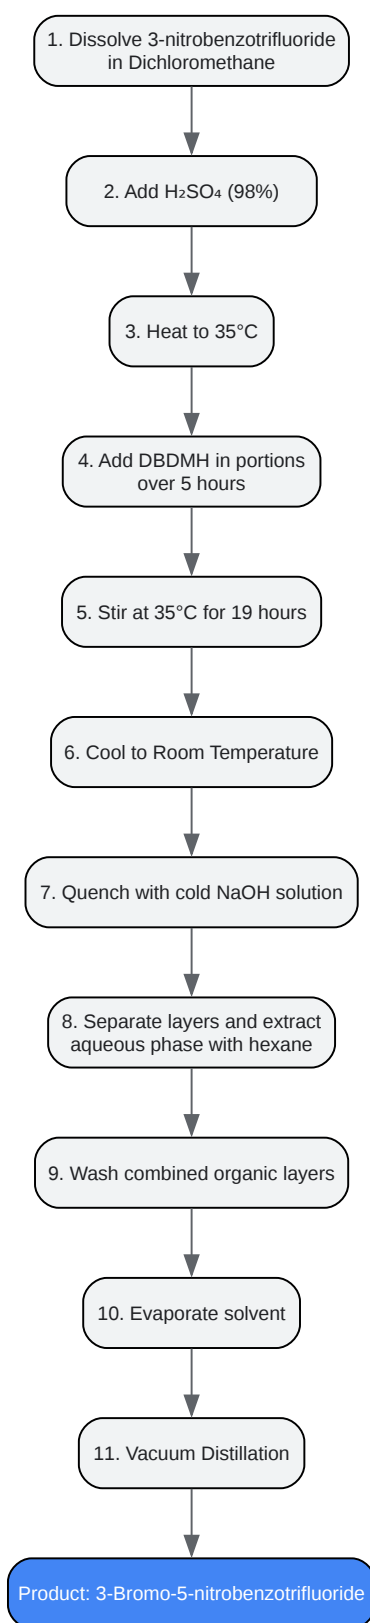 1. Dissolve 3-nitrobenzotrifluoride
in Dichloromethane
2. Add H₂SO₄ (98%)
3. Heat to 35°C
4. Add DBDMH in portions
over 5 hours
5. Stir at 35°C for 19 hours
6. Cool to Room Temperature
7. Quench with cold NaOH solution
8. Separate layers and extract
aqueous phase with hexane
9. Wash combined organic layers
10. Evaporate solvent
11. Vacuum Distillation
Product: 3-Bromo-5-nitrobenzotrifluoride